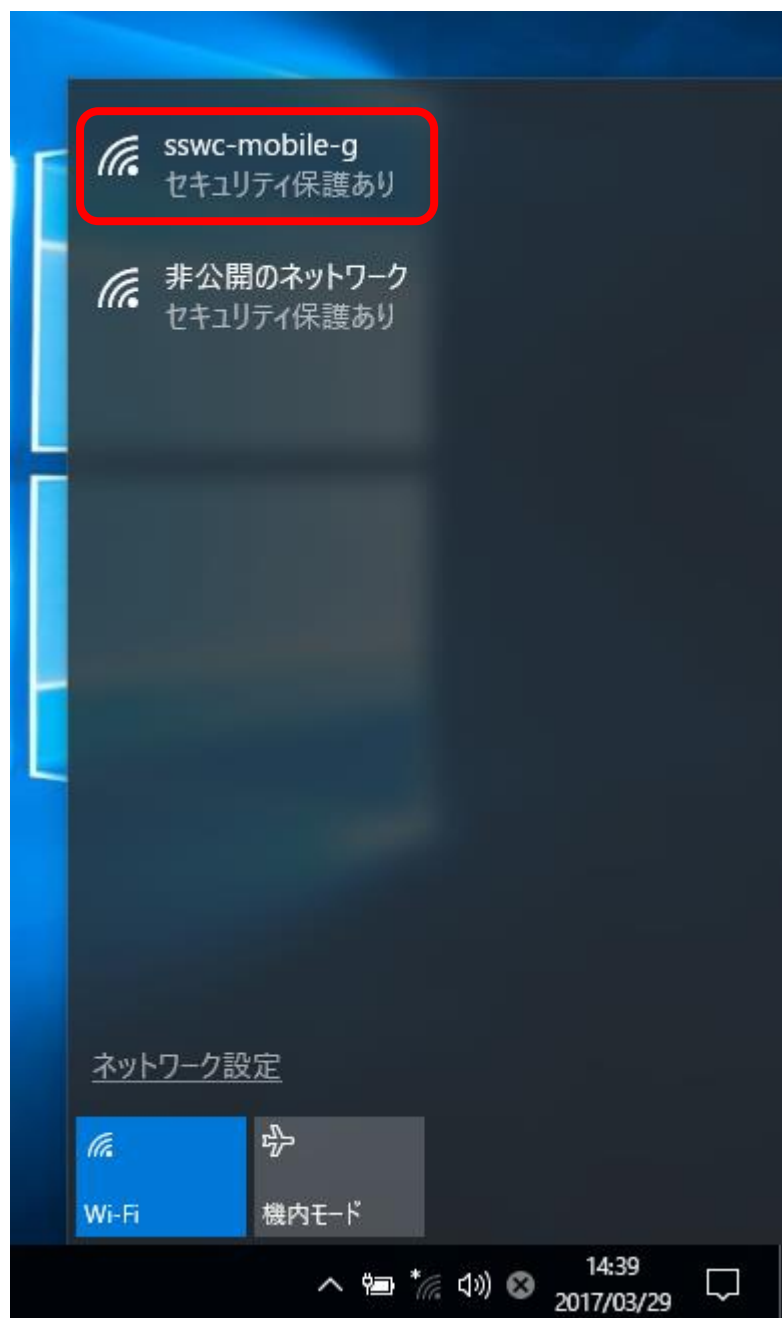 sswc-mobile-g
セキュリティ保護あり
非公開のネットワーク
セキュリティ保護あり
ネットワーク設定
Wi-Fi
機内モード
14:39
2017/03/29